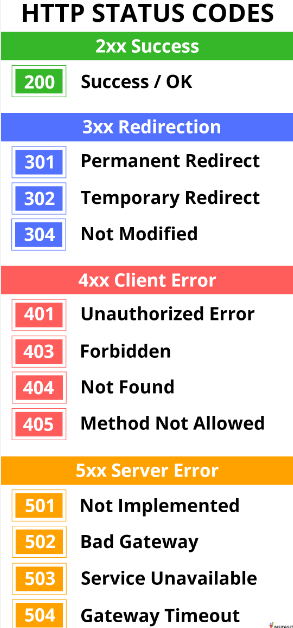 HTTP STATUS CODES
2xx Success
200 Success / OK
3xx Redirection
301 Permanent Redirect
302 Temporary Redirect
304 Not Modified
4xx Client Error
401 Unauthorized Error
403 Forbidden
404 Not Found
405 Method Not Allowed
5xx Server Error
501 Not Implemented
502 Bad Gateway
503 Service Unavailable
504 Gateway Timeout